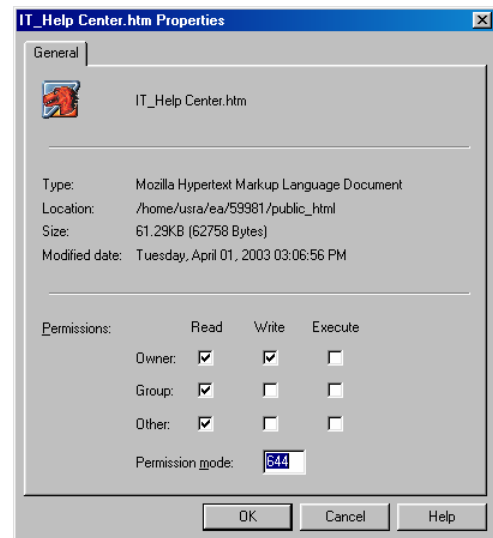 IT_Help Center.htm Properties
General
IT_Help Center.htm
Type: Mozilla Hypertext Markup Language Document
Location: /home/usra/ea/59981/public_html
Size: 61.29KB (62758 Bytes)
Modified date: Tuesday, April 01, 2003 03:06:56 PM
Permissions: Read Write Execute
Owner:
Group:
Other:
Permission mode: 644
OK Cancel Help